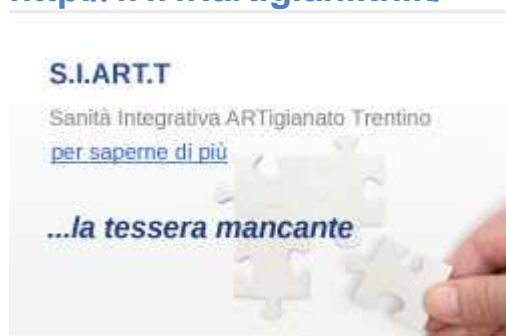 S.I.ART.T
Sanità Integrativa ARTigianato Trentino
per saperne di più
...la tessera mancante